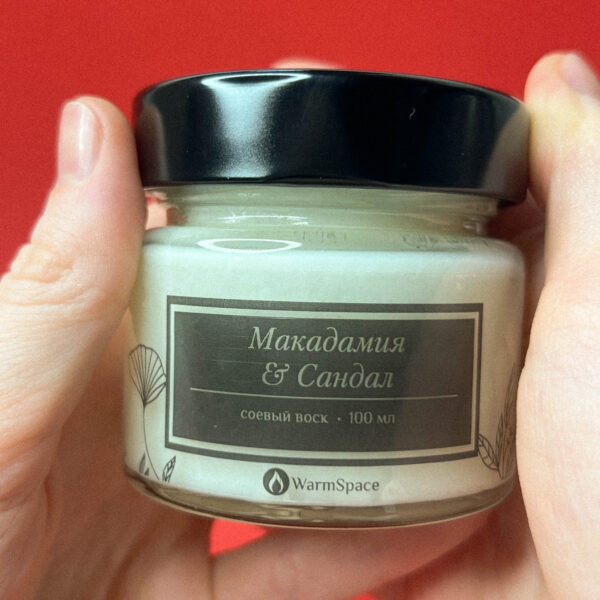 Макадамия
& Сандал
соевый воск • 100 мл
WarmSpace